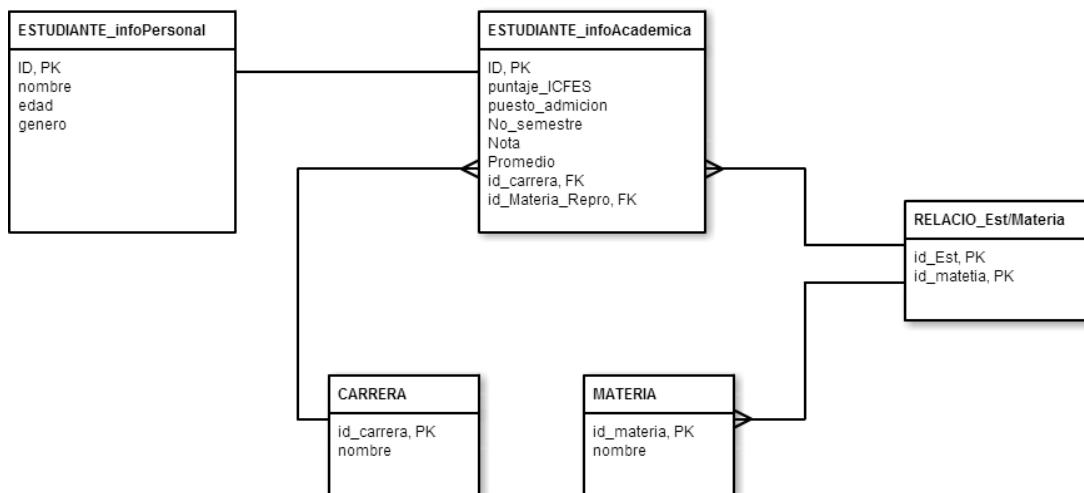 ESTUDIANTE_infoPersonal
ID, PK
nombre
edad
genero
ESTUDIANTE_infoAcademica
ID, PK
puntaje_ICFES
puesto_admicion
No_semestre
Nota
Promedio
id_carrera, FK
id_Materia_Repro, FK
RELACIO_Est/Materia
id_Est, PK
id_matetia, PK
CARRERA
id_carrera, PK
nombre
MATERIA
id_materia, PK
nombre